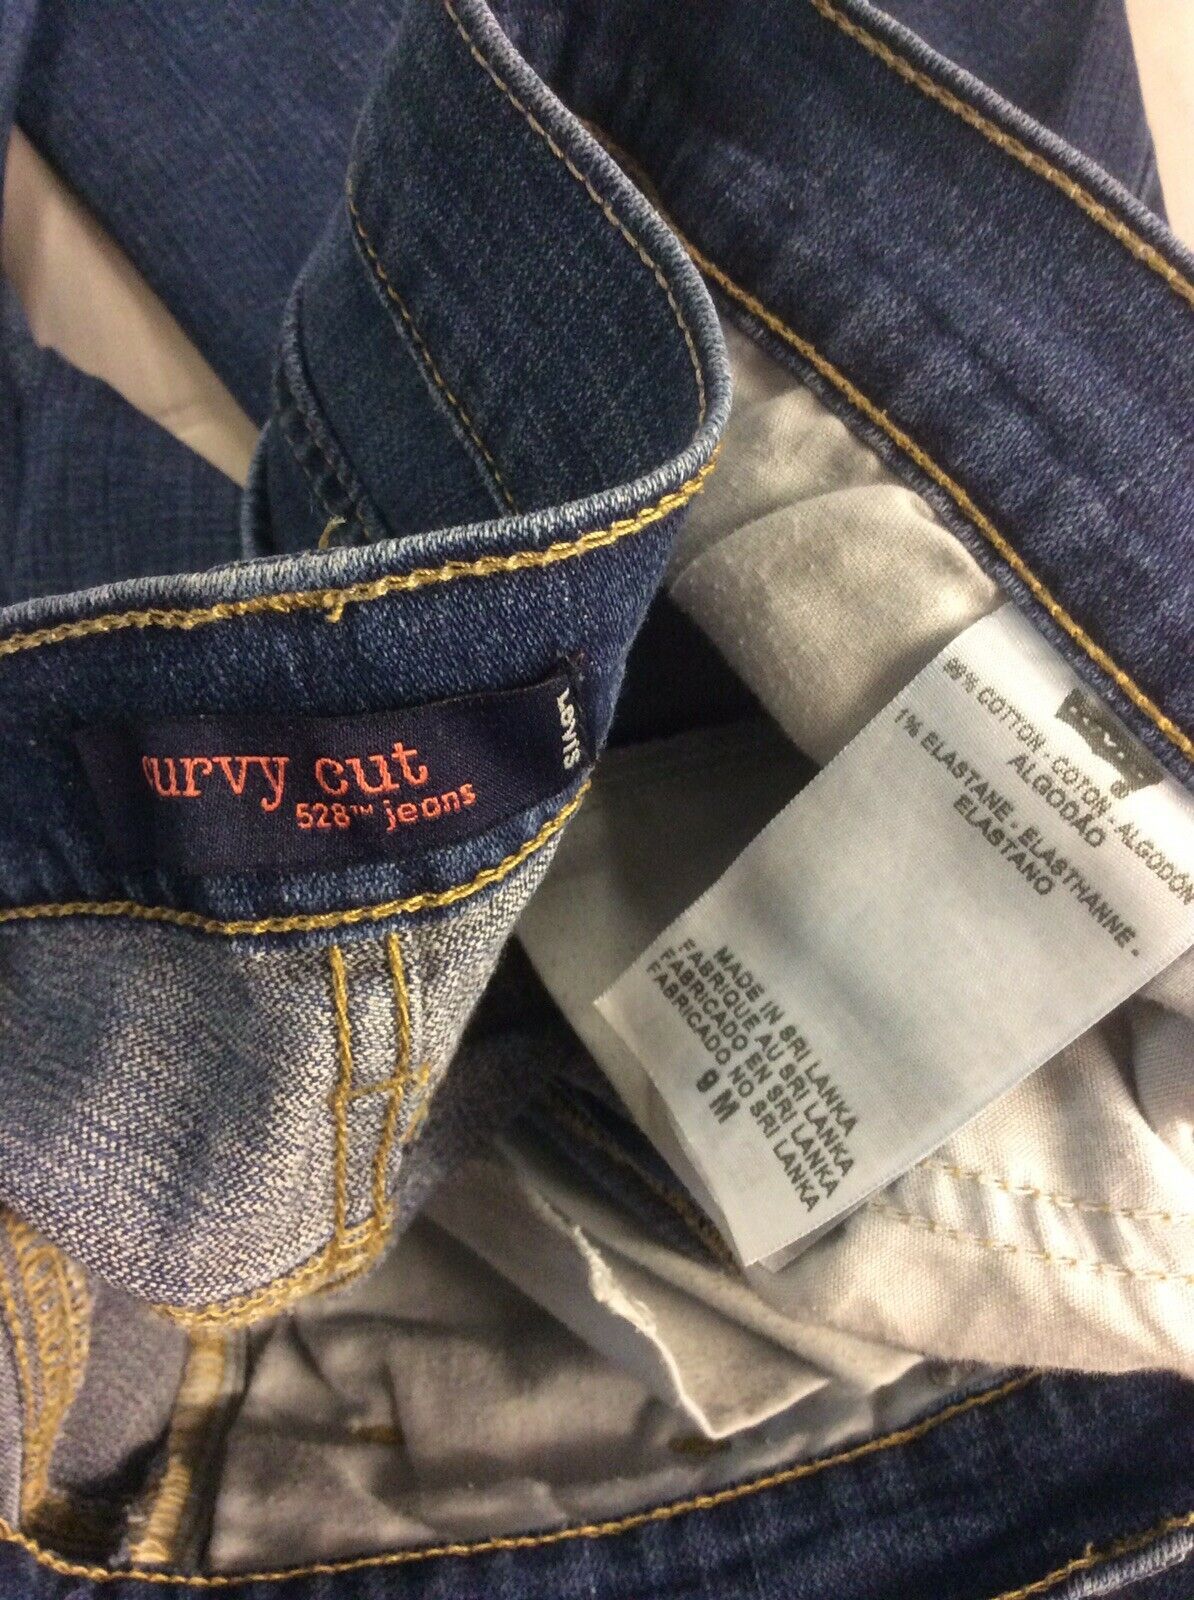 curvy cut
528™ jeans
LEVI'S
99% COTTON - COTON - ALGODÓN
ALGODÃO
1% ELASTANE - ELASTHANNE -
ELASTANO
MADE IN SRI LANKA
FABRIQUE AU SRI LANKA
FABRICADO EN SRI LANKA
FABRICADO NO SRI LANKA
9 M